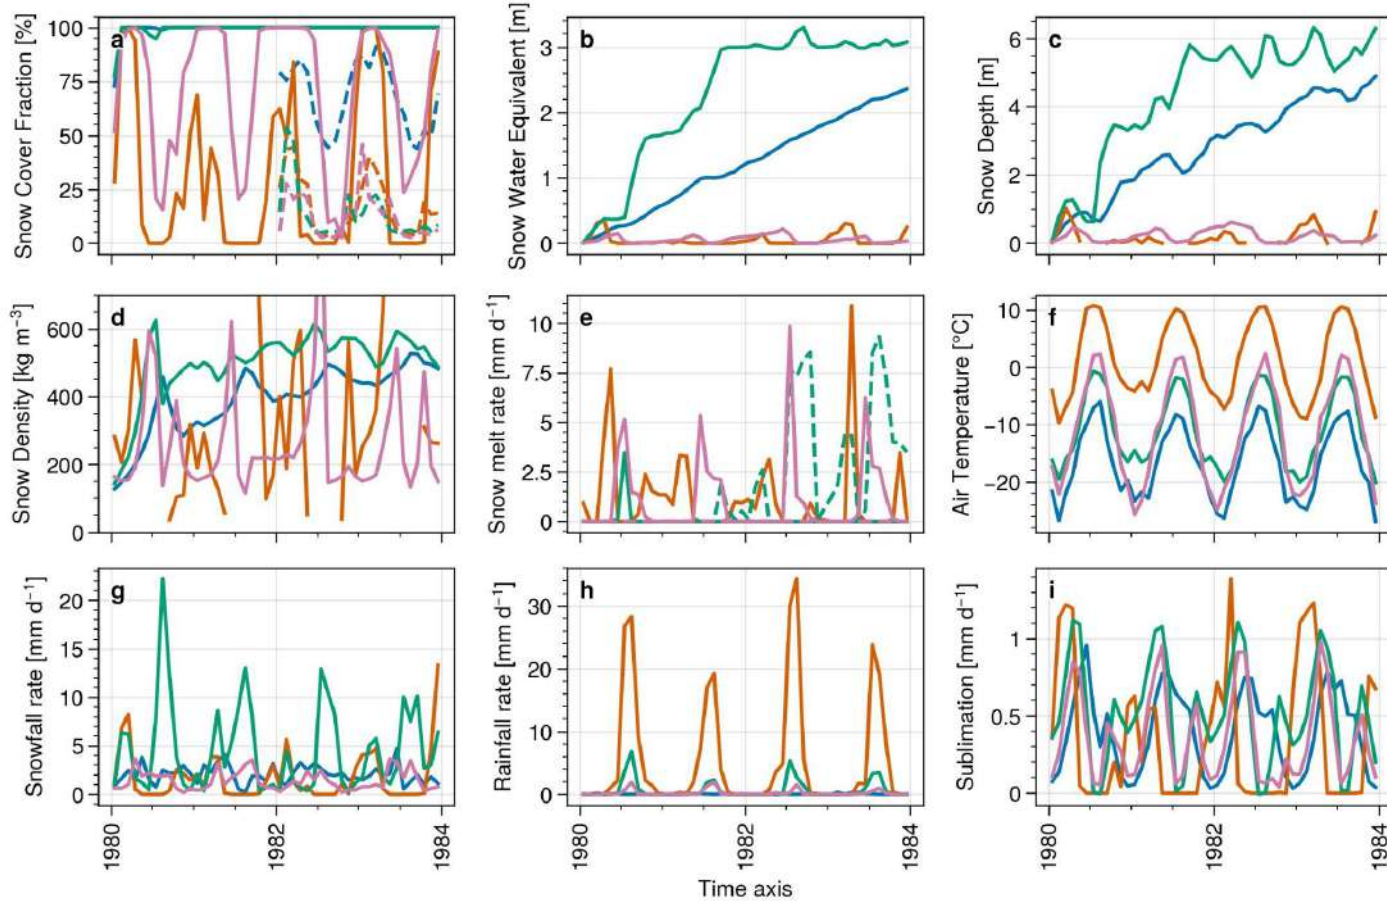 Snow Cover Fraction [%]
100
75
50
25
0
a
Snow Water Equivalent [m]
3
2
1
0
b
Snow Depth [m]
6
4
2
0
c
Snow Density [kg m⁻³]
600
400
200
0
d
Snow melt rate [mm d⁻¹]
10
7.5
5
2.5
0
e
Air Temperature [°C]
10
0
−10
−20
f
Snowfall rate [mm d⁻¹]
20
15
10
5
0
g
1980
1982
1984
Rainfall rate [mm d⁻¹]
30
20
10
0
h
1980
1982
1984
Sublimation [mm d⁻¹]
1
0.5
0
i
1980
1982
1984
Time axis